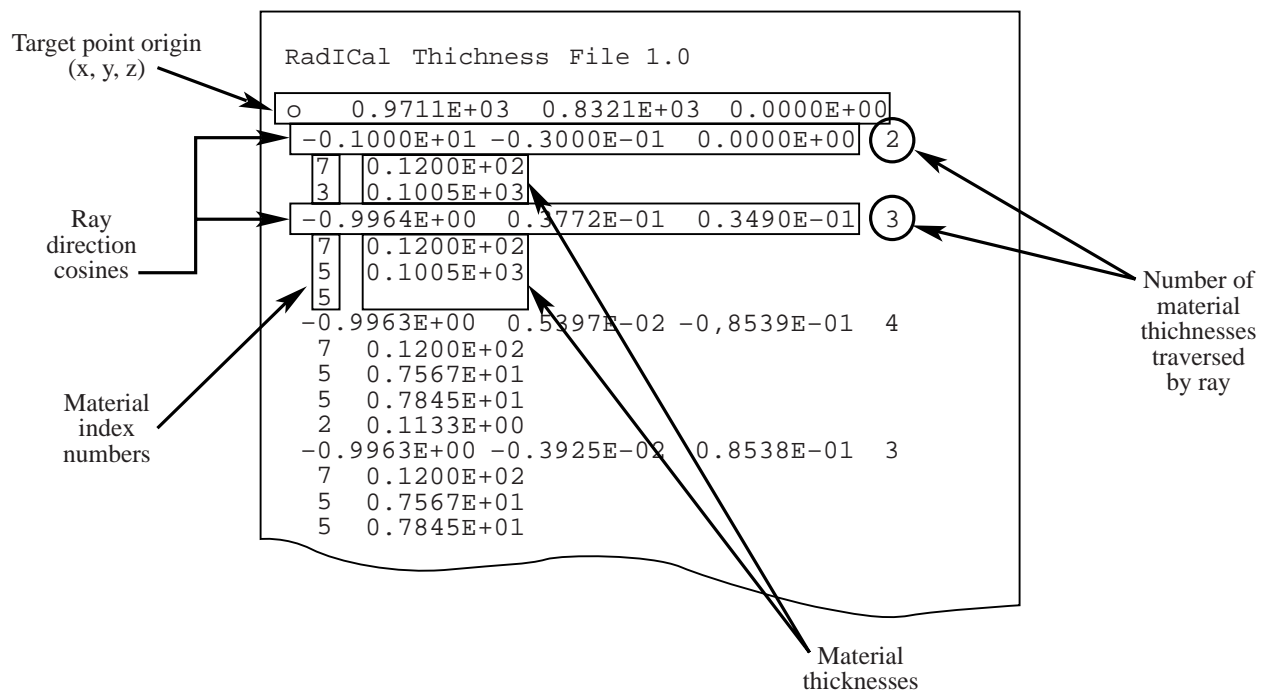 Target point origin
(x, y, z)
RadICal Thichness File 1.0
o 0.9711E+03 0.8321E+03 0.0000E+00
−0.1000E+01 −0.3000E−01 0.0000E+00 2
7 0.1200E+02
3 0.1005E+03
−0.9964E+00 0.3772E−01 0.3490E−01 3
7 0.1200E+02
5 0.1005E+03
5
−0.9963E+00 0.5397E−02 −0,8539E−01 4
7 0.1200E+02
5 0.7567E+01
5 0.7845E+01
2 0.1133E+00
−0.9963E+00 −0.3925E−02 0.8538E−01 3
7 0.1200E+02
5 0.7567E+01
5 0.7845E+01
Ray
direction
cosines
Material
index
numbers
Number of
material
thichnesses
traversed
by ray
Material
thicknesses